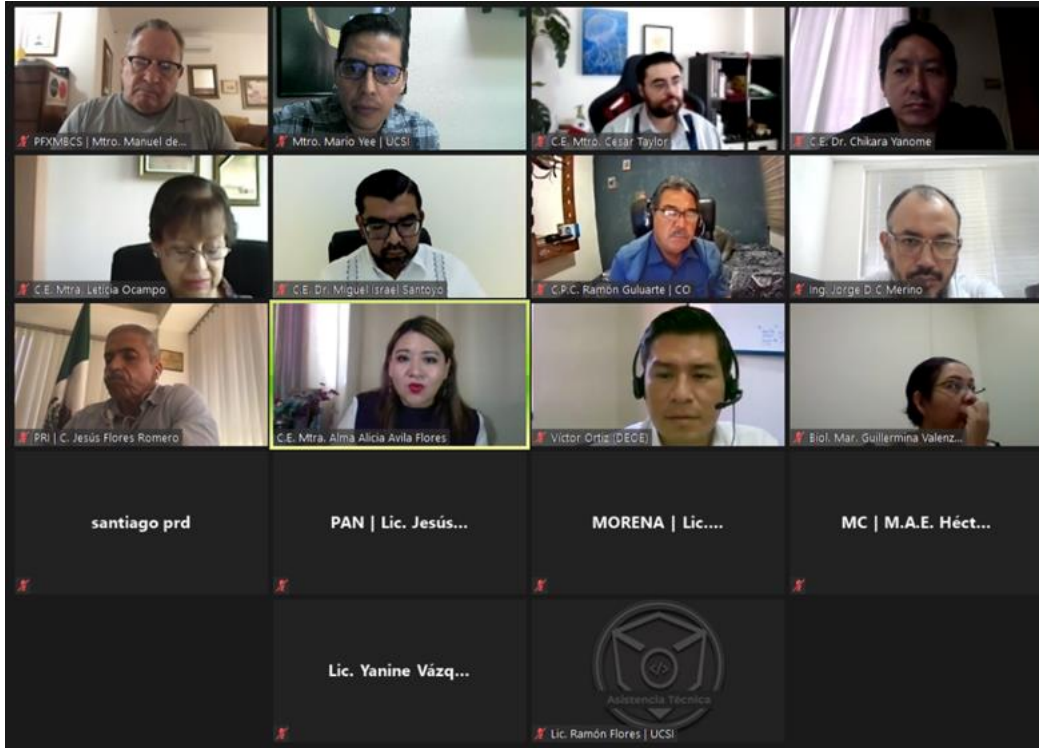 PFXMBCS | Mtro. Manuel de...
Mtro. Mario Yee | UCSI
C.E. Mtro. Cesar Taylor
C.E. Dr. Chikara Yanome
C.E. Mtra. Leticia Ocampo
C.E. Dr. Miguel Israel Santoyo
C.P.C. Ramón Guluarte | CO
Ing. Jorge D C Merino
PRI | C. Jesús Flores Romero
C.E. Mtra. Alma Alicia Avila Flores
Víctor Ortiz (DEOE)
Biol. Mar. Guillermina Valenz...
santiago prd
PAN | Lic. Jesús...
MORENA | Lic....
MC | M.A.E. Héct...
Lic. Yanine Vázq...
</>
Asistencia Técnica
Lic. Ramón Flores | UCSI